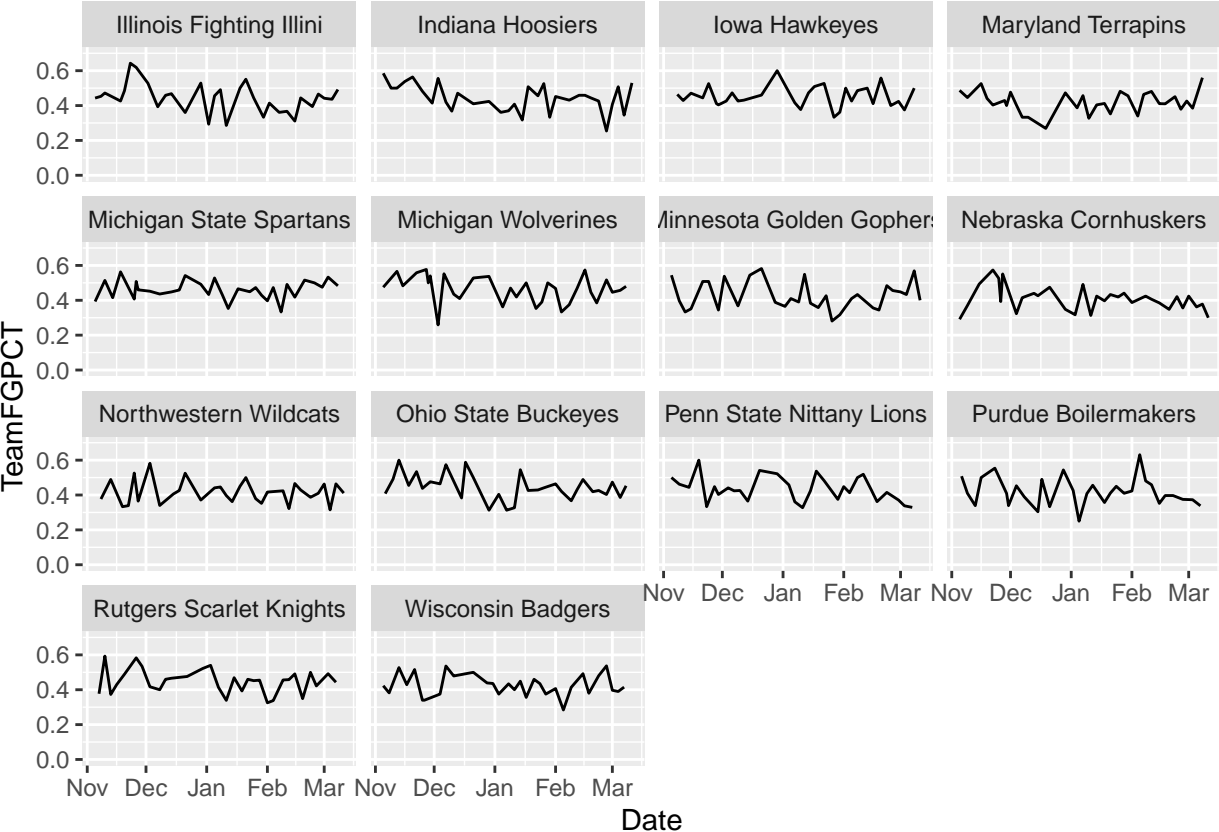 Illinois Fighting Illini
Indiana Hoosiers
Iowa Hawkeyes
Maryland Terrapins
0.6
0.4
0.2
0.0
Michigan State Spartans
Michigan Wolverines
Minnesota Golden Gophers
Nebraska Cornhuskers
0.6
0.4
0.2
0.0
TeamFGPCT
Northwestern Wildcats
Ohio State Buckeyes
Penn State Nittany Lions
Purdue Boilermakers
0.6
0.4
0.2
0.0
Nov Dec Jan Feb Mar
Nov Dec Jan Feb Mar
Rutgers Scarlet Knights
Wisconsin Badgers
0.6
0.4
0.2
0.0
Nov Dec Jan Feb Mar
Nov Dec Jan Feb Mar
Date